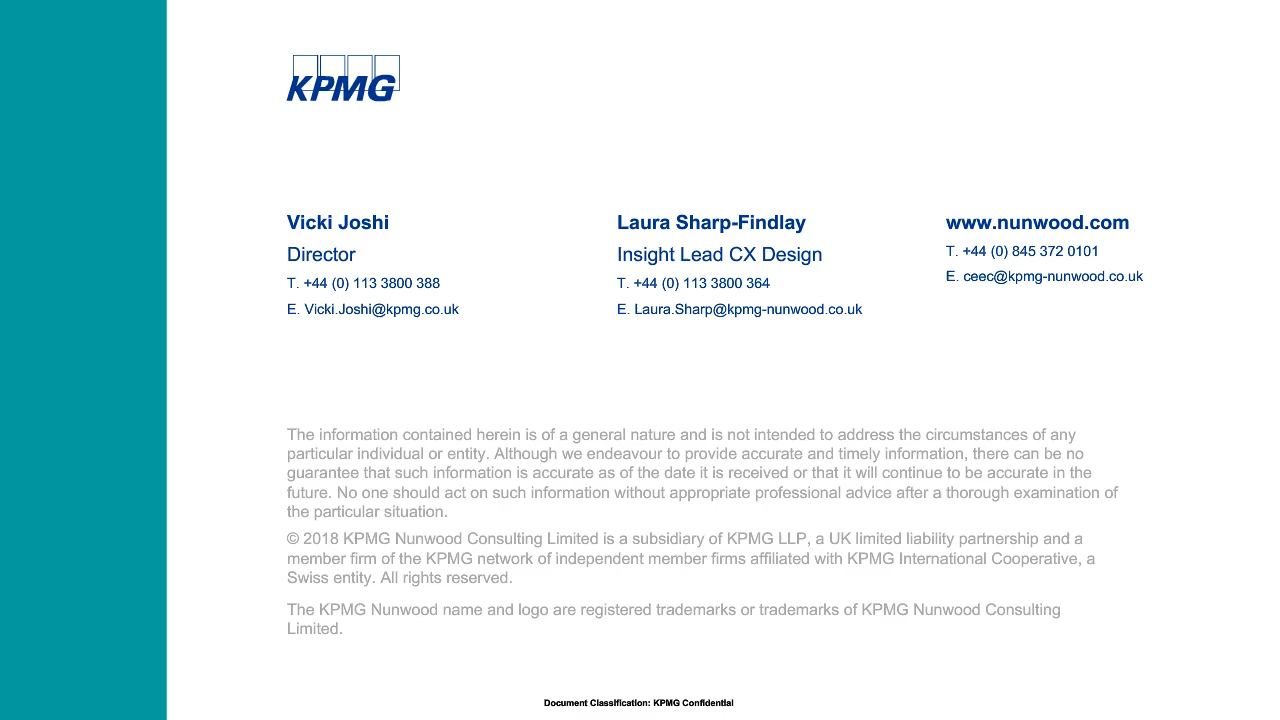 KPMG
Vicki Joshi
Director
T. +44 (0) 113 3800 388
E. Vicki.Joshi@kpmg.co.uk
Laura Sharp-Findlay
Insight Lead CX Design
T. +44 (0) 113 3800 364
E. Laura.Sharp@kpmg-nunwood.co.uk
www.nunwood.com
T. +44 (0) 845 372 0101
E. ceec@kpmg-nunwood.co.uk
The information contained herein is of a general nature and is not intended to address the circumstances of any
particular individual or entity. Although we endeavour to provide accurate and timely information, there can be no
guarantee that such information is accurate as of the date it is received or that it will continue to be accurate in the
future. No one should act on such information without appropriate professional advice after a thorough examination of
the particular situation.
© 2018 KPMG Nunwood Consulting Limited is a subsidiary of KPMG LLP, a UK limited liability partnership and a
member firm of the KPMG network of independent member firms affiliated with KPMG International Cooperative, a
Swiss entity. All rights reserved.
The KPMG Nunwood name and logo are registered trademarks or trademarks of KPMG Nunwood Consulting
Limited.
Document Classification: KPMG Confidential